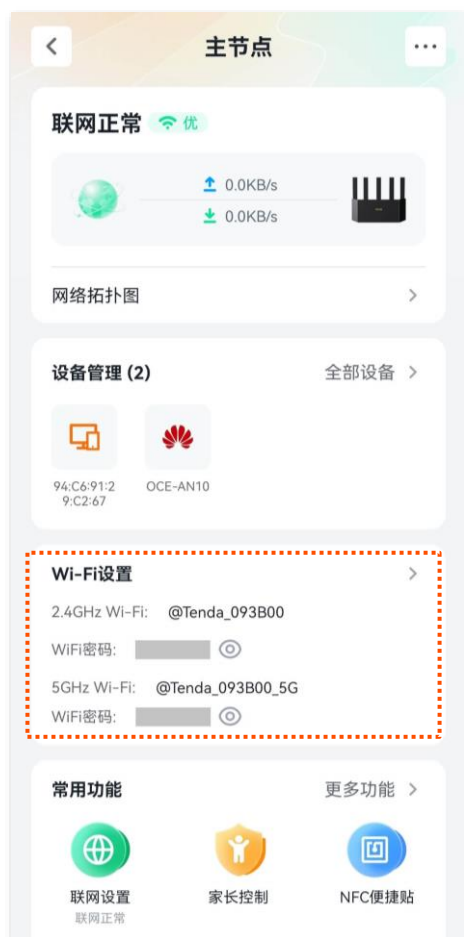 主节点
联网正常 优
0.0KB/s
0.0KB/s
网络拓扑图
设备管理 (2) 全部设备
94:C6:91:2
9:C2:67
OCE-AN10
Wi-Fi设置
2.4GHz Wi-Fi: @Tenda_093B00
WiFi密码:
5GHz Wi-Fi: @Tenda_093B00_5G
WiFi密码:
常用功能 更多功能
联网设置 家长控制 NFC便捷贴
联网正常